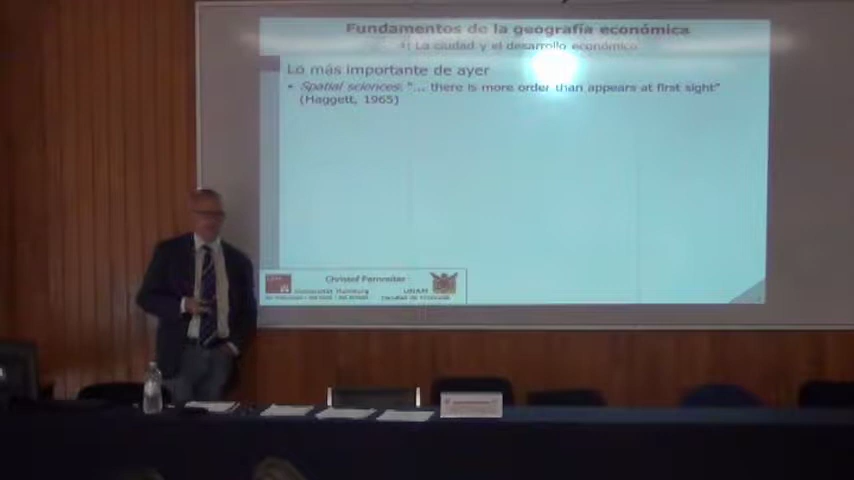 Fundamentos de la geografía económica
1) La ciudad y el desarrollo económico
Lo más importante de ayer
• Spatial sciences: "... there is more order than appears at first sight"
(Haggett, 1965)
Christof Parnreiter
Universität Hamburg
UNAM